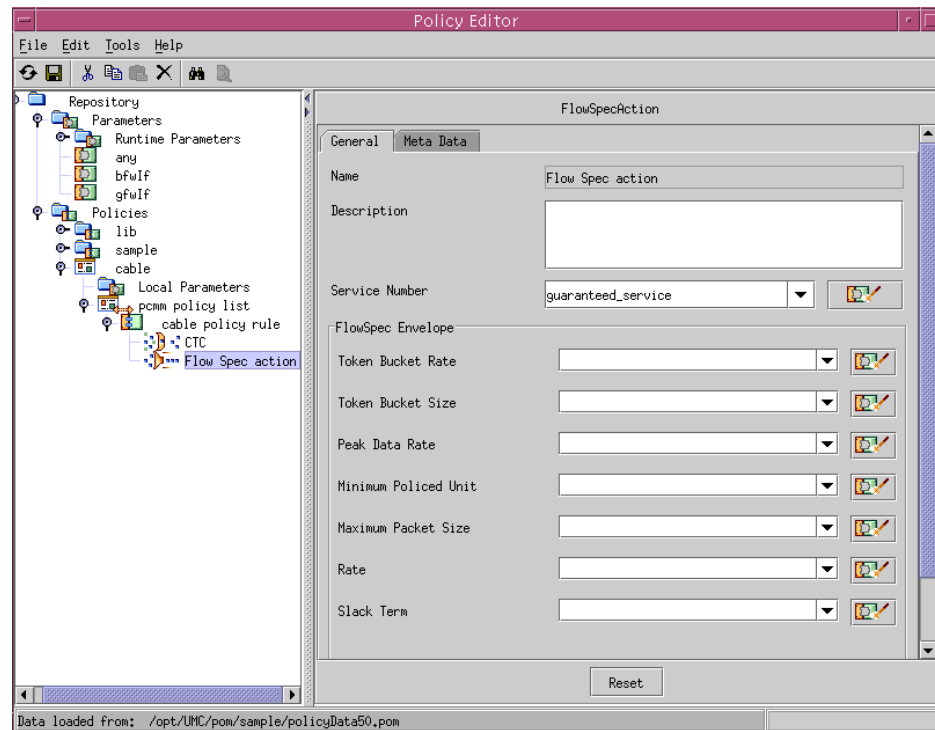 Policy Editor
File Edit Tools Help
Repository
Parameters
Runtime Parameters
any
bfwIf
gfwIf
Policies
lib
sample
cable
Local Parameters
pcmm policy list
cable policy rule
CTC
Flow Spec action
FlowSpecAction
General Meta Data
Name Flow Spec action
Description
Service Number guaranteed_service
FlowSpec Envelope
Token Bucket Rate
Token Bucket Size
Peak Data Rate
Minimum Policed Unit
Maximum Packet Size
Rate
Slack Term
Reset
Data loaded from: /opt/UMC/pom/sample/policyData50.pom